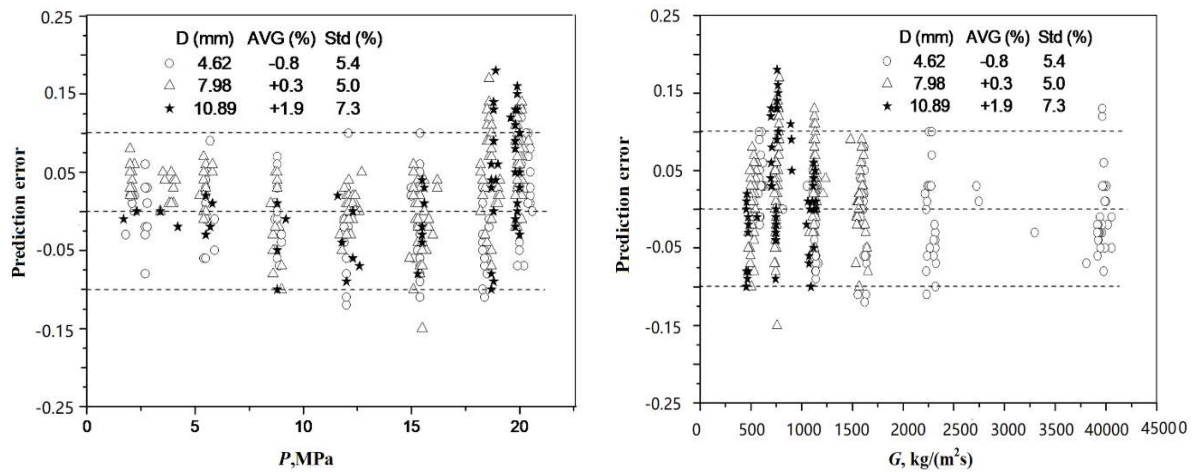 0.25
0.15
0.05
0.00
-0.05
-0.15
-0.25
Prediction error
D (mm) AVG (%) Std (%)
4.62 -0.8 5.4
7.98 +0.3 5.0
10.89 +1.9 7.3
0 5 10 15 20
P,MPa
0.25
0.15
0.05
0.00
-0.05
-0.15
-0.25
Prediction error
D (mm) AVG (%) Std (%)
4.62 -0.8 5.4
7.98 +0.3 5.0
10.89 +1.9 7.3
0 500 1000 1500 2000 2500 3000 3500 40000 45000
G, kg/(m²s)